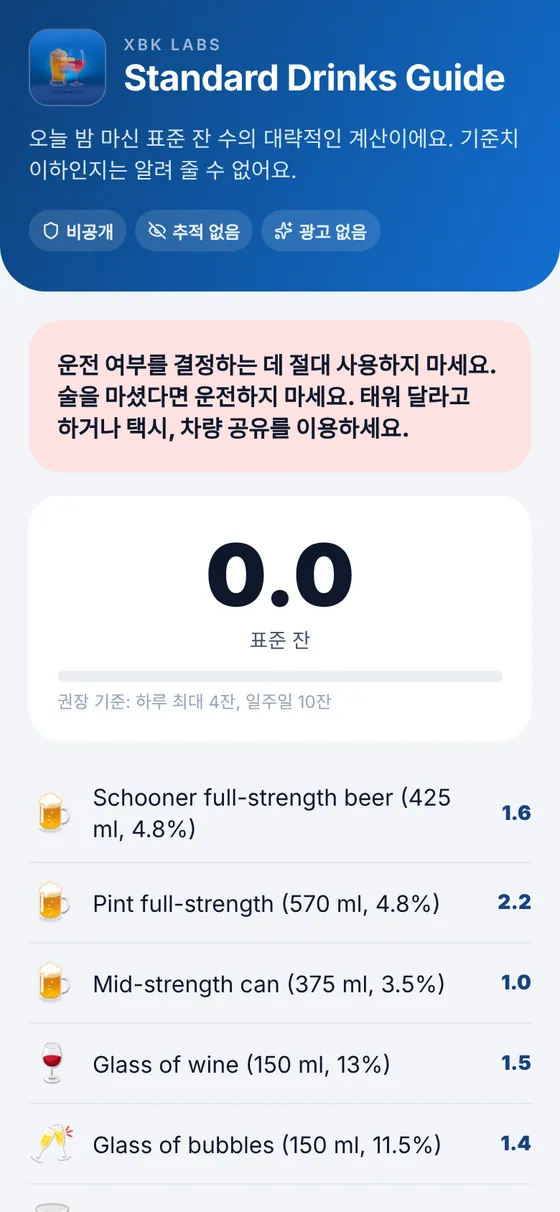 XBK LABS
Standard Drinks Guide
오늘 밤 마신 표준 잔 수의 대략적인 계산이에요. 기준치
이하인지는 알려 줄 수 없어요.
비공개
추적 없음
광고 없음
운전 여부를 결정하는 데 절대 사용하지 마세요.
술을 마셨다면 운전하지 마세요. 태워 달라고
하거나 택시, 차량 공유를 이용하세요.
0.0
표준 잔
권장 기준: 하루 최대 4잔, 일주일 10잔
Schooner full-strength beer (425
ml, 4.8%)
1.6
Pint full-strength (570 ml, 4.8%)
2.2
Mid-strength can (375 ml, 3.5%)
1.0
Glass of wine (150 ml, 13%)
1.5
Glass of bubbles (150 ml, 11.5%)
1.4